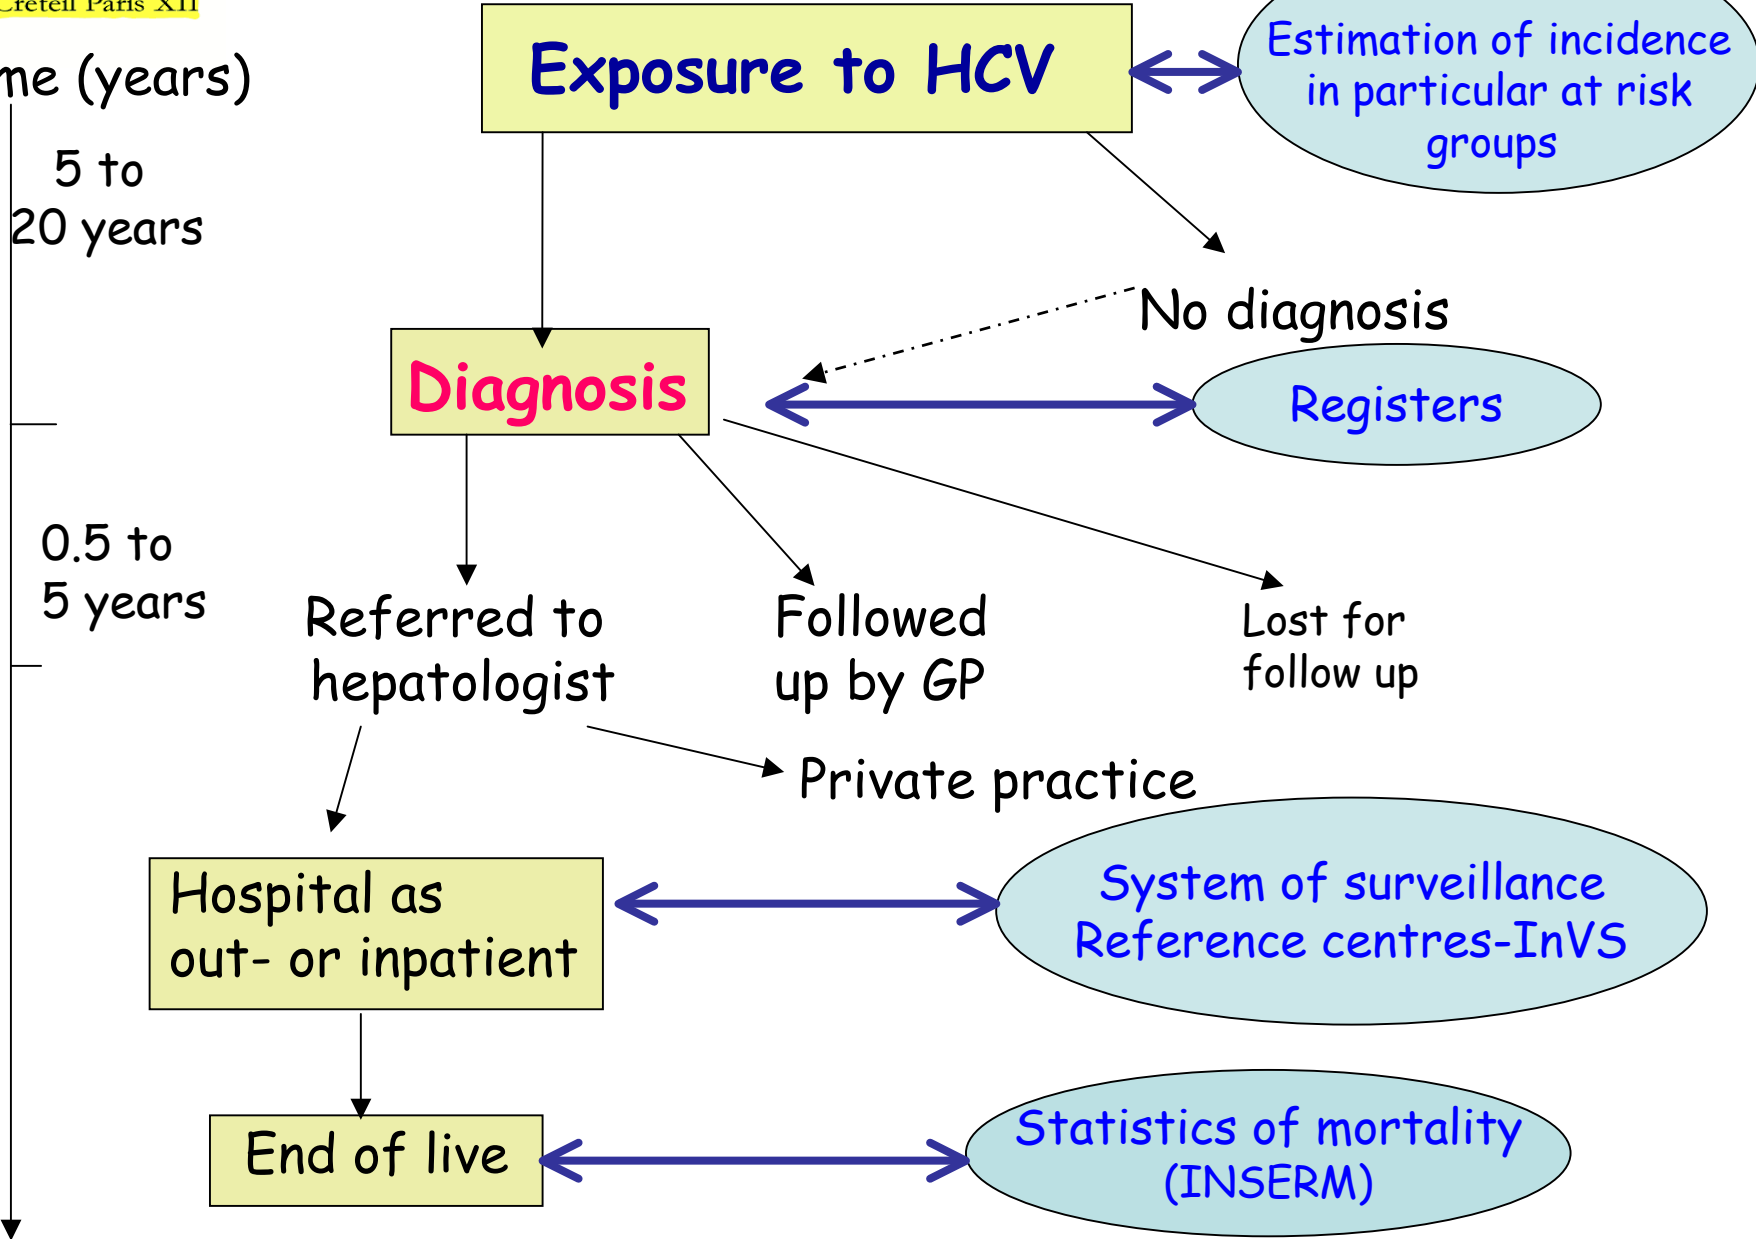 Creteil Paris XII
me (years)
Exposure to HCV
Estimation of incidence
in particular at risk
groups
5 to
20 years
No diagnosis
Diagnosis
Registers
0.5 to
5 years
Referred to
hepatologist
Followed
up by GP
Lost for
follow up
Private practice
Hospital as
out- or inpatient
System of surveillance
Reference centres-InVS
End of live
Statistics of mortality
(INSERM)